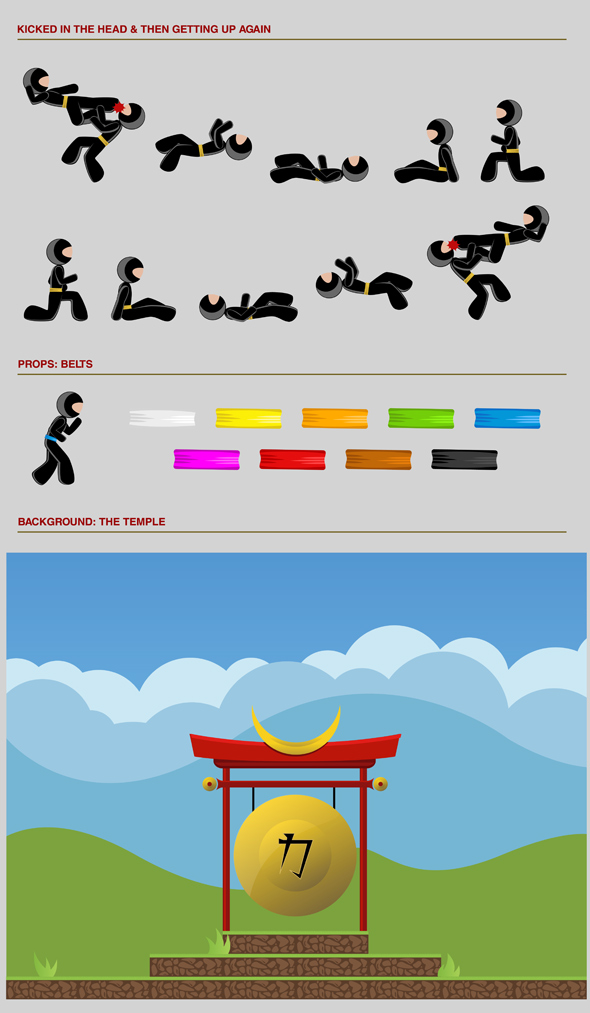 KICKED IN THE HEAD & THEN GETTING UP AGAIN
PROPS: BELTS
BACKGROUND: THE TEMPLE
力